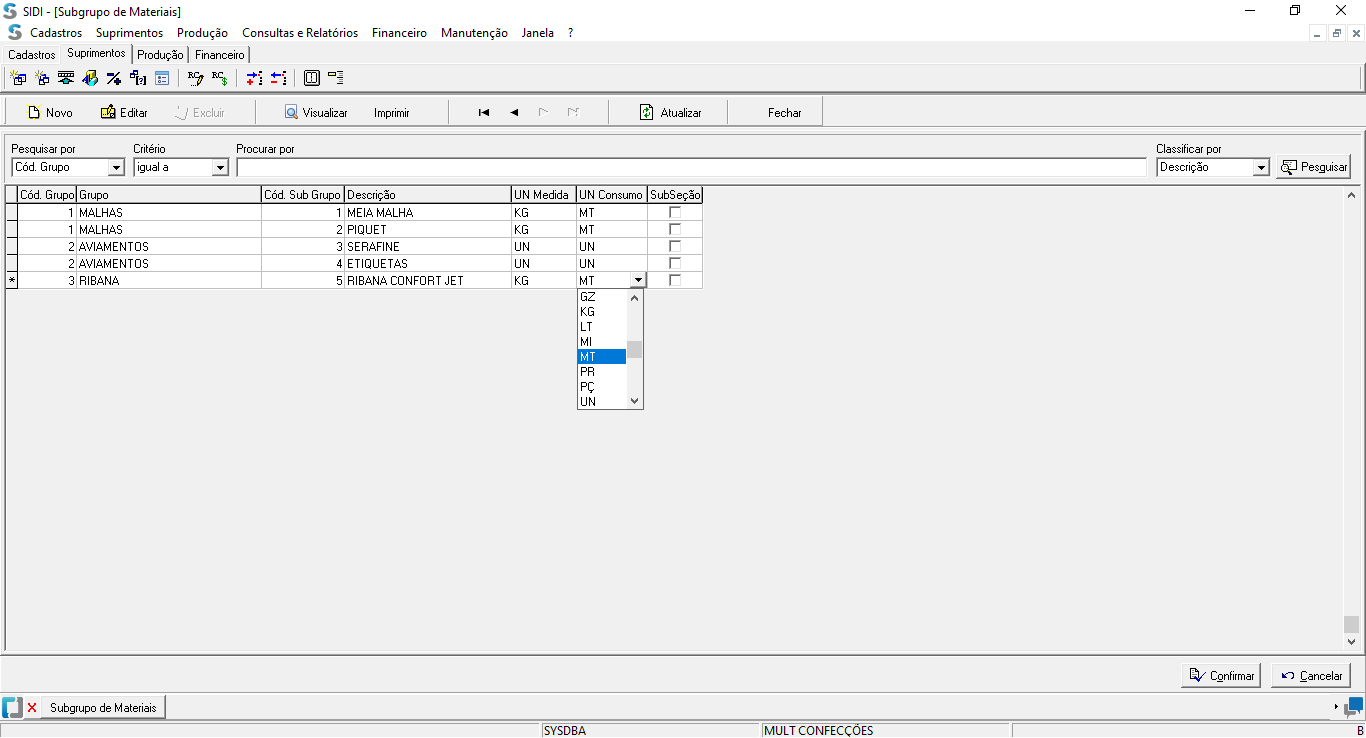 SIDI - [Subgrupo de Materiais]
Cadastros Suprimentos Produção Consultas e Relatórios Financeiro Manutenção Janela ?
Cadastros Suprimentos Produção Financeiro
Novo Editar Excluir Visualizar Imprimir Atualizar Fechar
Pesquisar por Critério Procurar por Classificar por
Cód. Grupo igual a Descrição Pesquisar
Cód. Grupo Grupo Cód. Sub Grupo Descrição UN Medida UN Consumo SubSeção
1 MALHAS 1 MEIA MALHA KG MT
1 MALHAS 2 PIQUET KG MT
2 AVIAMENTOS 3 SERAFINE UN UN
2 AVIAMENTOS 4 ETIQUETAS UN UN
* 3 RIBANA 5 RIBANA CONFORT JET KG MT
GZ
KG
LT
MI
MT
PR
PÇ
UN
Confirmar Cancelar
Subgrupo de Materiais
SYSDBA MULT CONFECÇÕES B